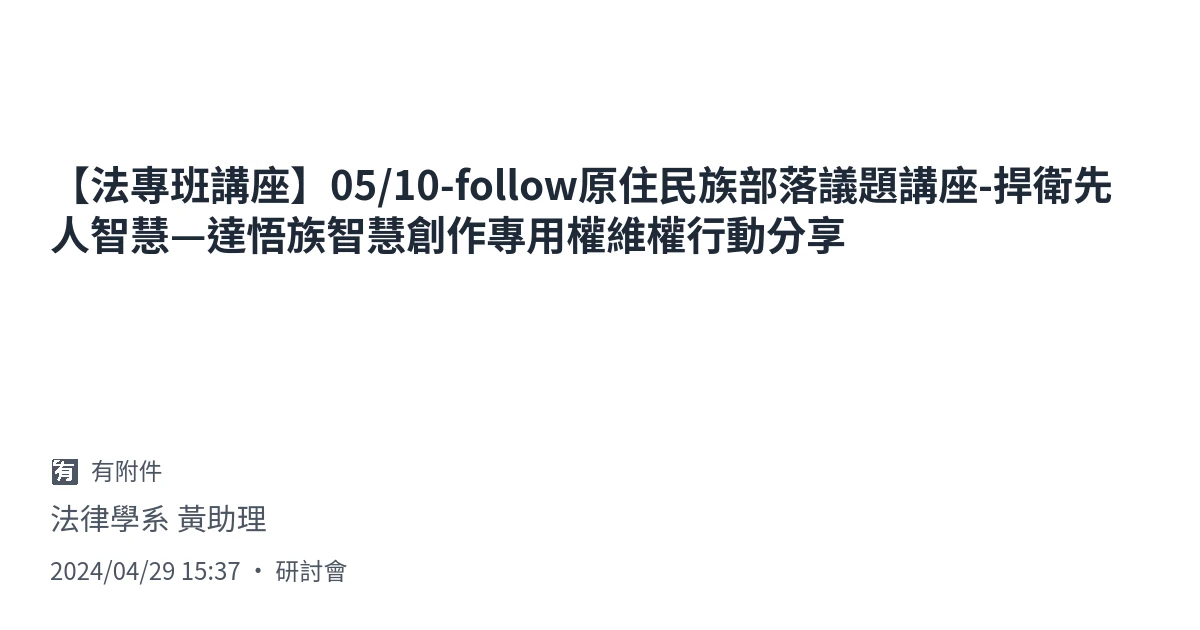 【法專班講座】05/10-follow原住民族部落議題講座-捍衛先
人智慧—達悟族智慧創作專用權維權行動分享
有 有附件
法律學系 黃助理
2024/04/29 15:37 • 研討會